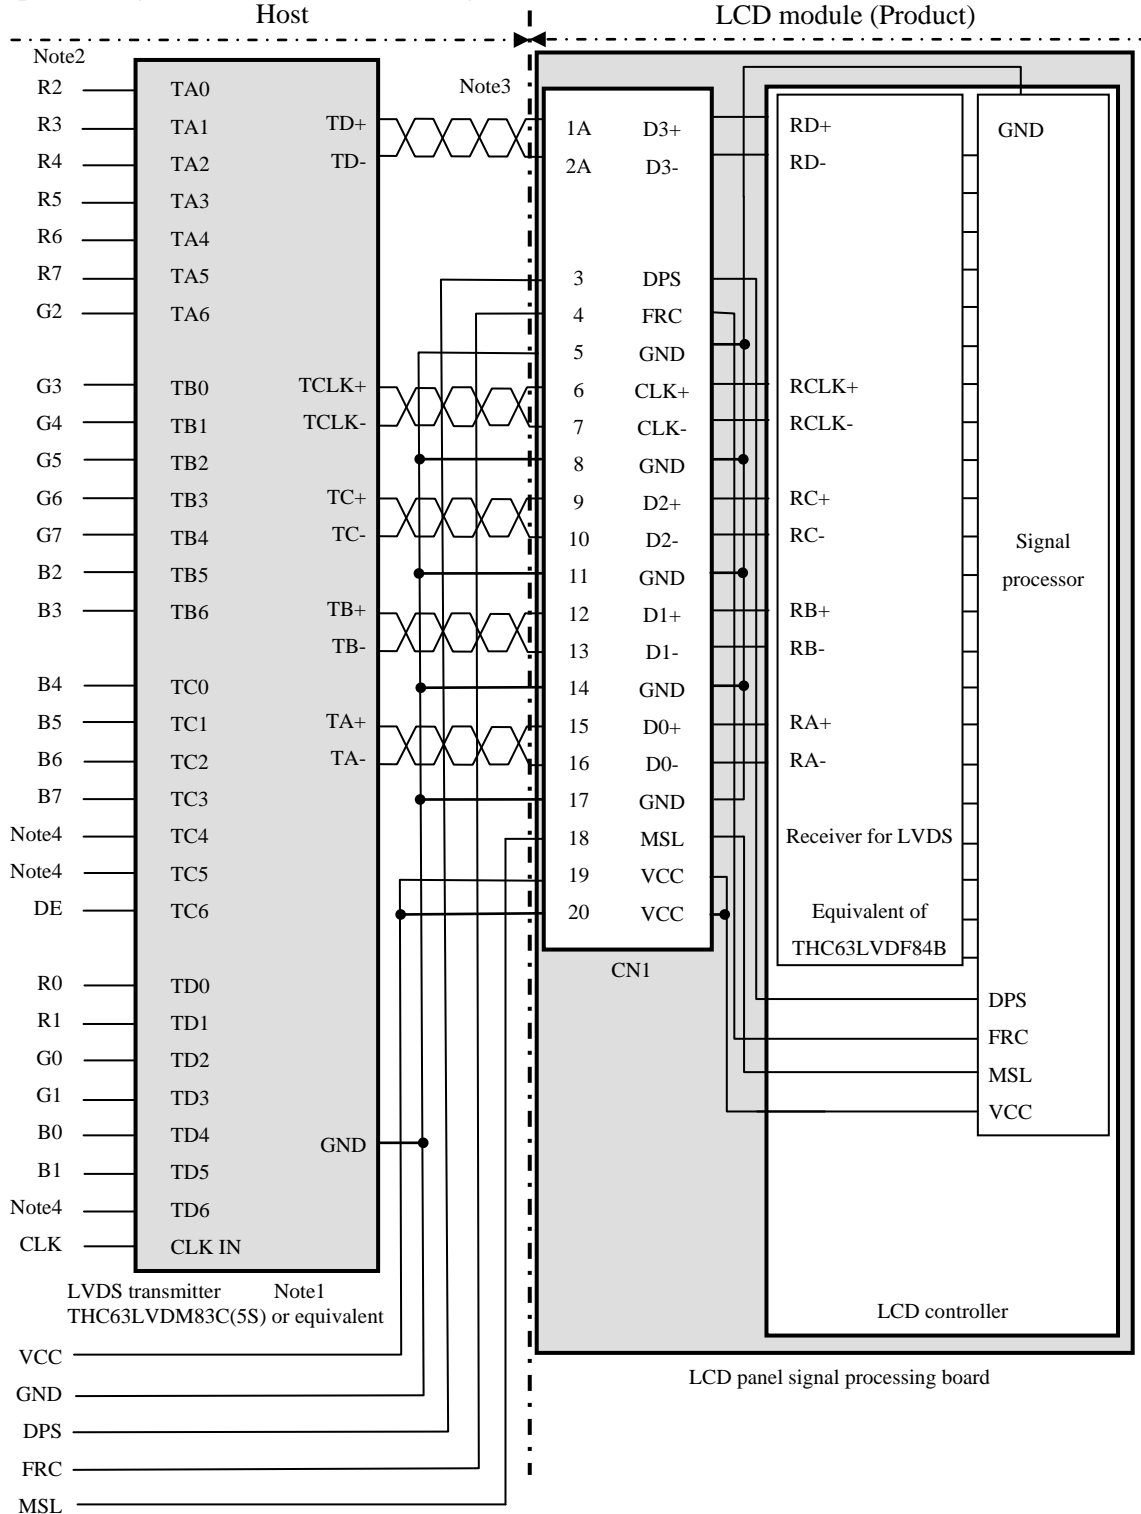 Host
LCD module (Product)
Note2
Note3
R2 TA0
R3 TA1 TD+ 1A D3+ RD+ GND
R4 TA2 TD- 2A D3- RD-
R5 TA3
R6 TA4
R7 TA5 3 DPS
G2 TA6 4 FRC
5 GND
G3 TB0 TCLK+ 6 CLK+ RCLK+
G4 TB1 TCLK- 7 CLK- RCLK-
G5 TB2 8 GND
G6 TB3 TC+ 9 D2+ RC+
G7 TB4 TC- 10 D2- RC- Signal
B2 TB5 11 GND processor
B3 TB6 TB+ 12 D1+ RB+
TB- 13 D1- RB-
B4 TC0 14 GND
B5 TC1 TA+ 15 D0+ RA+
B6 TC2 TA- 16 D0- RA-
B7 TC3 17 GND
Note4 TC4 18 MSL Receiver for LVDS
Note4 TC5 19 VCC
DE TC6 20 VCC Equivalent of
THC63LVDF84B
CN1
R0 TD0 DPS
R1 TD1 FRC
G0 TD2 MSL
G1 TD3 VCC
B0 TD4 GND
B1 TD5
Note4 TD6
CLK CLK IN
LVDS transmitter Note1
THC63LVDM83C(5S) or equivalent
LCD controller
VCC
LCD panel signal processing board
GND
DPS
FRC
MSL